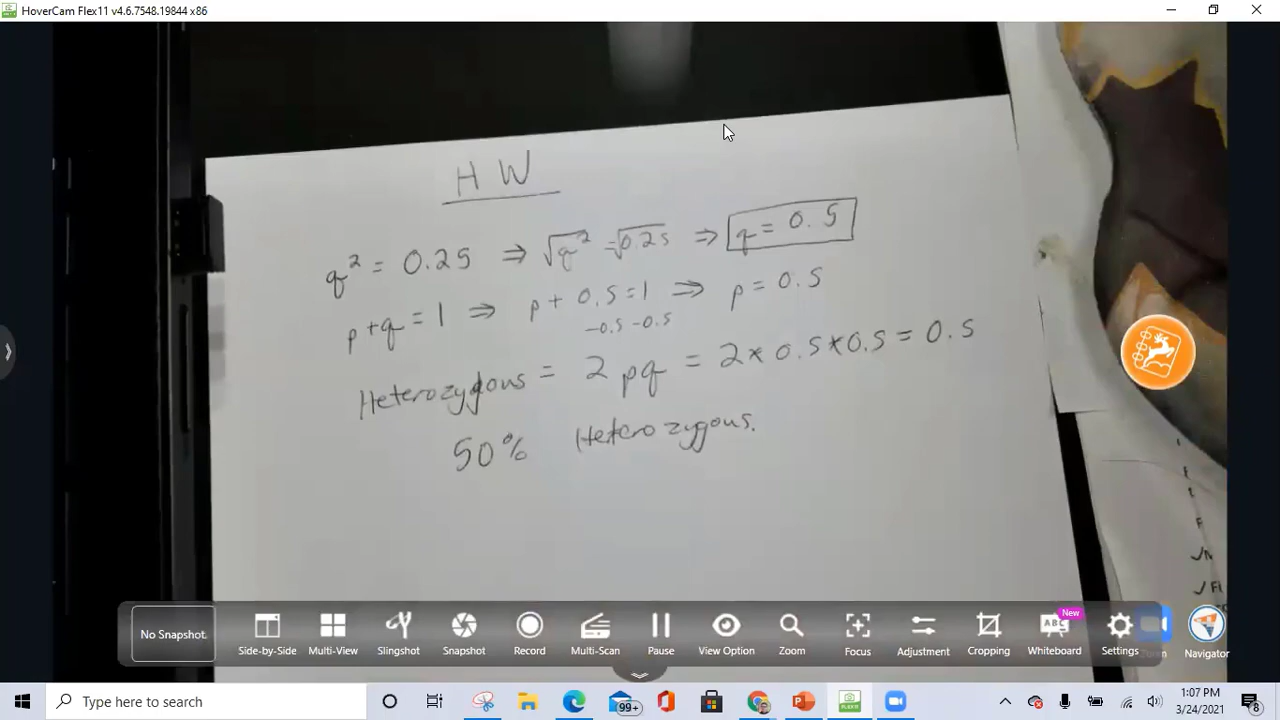 HoverCam Flex11 v4.6.7548.19844 x86
HW
q² = 0.25 ⇒ √q² = √0.25 ⇒ q = 0.5
p+q = 1 ⇒ p + 0.5 = 1 ⇒ p = 0.5
-0.5 -0.5
Heterozygous = 2pq = 2* 0.5*0.5 = 0.5
50% Heterozygous.
New
No Snapshot.
Side-by-Side
Multi-View
Slingshot
Snapshot
Record
Multi-Scan
Pause
View Option
Zoom
Focus
Adjustment
Cropping
ABC
Whiteboard
Settings
Navigator
Type here to search
99+
1:07 PM
3/24/2021
8